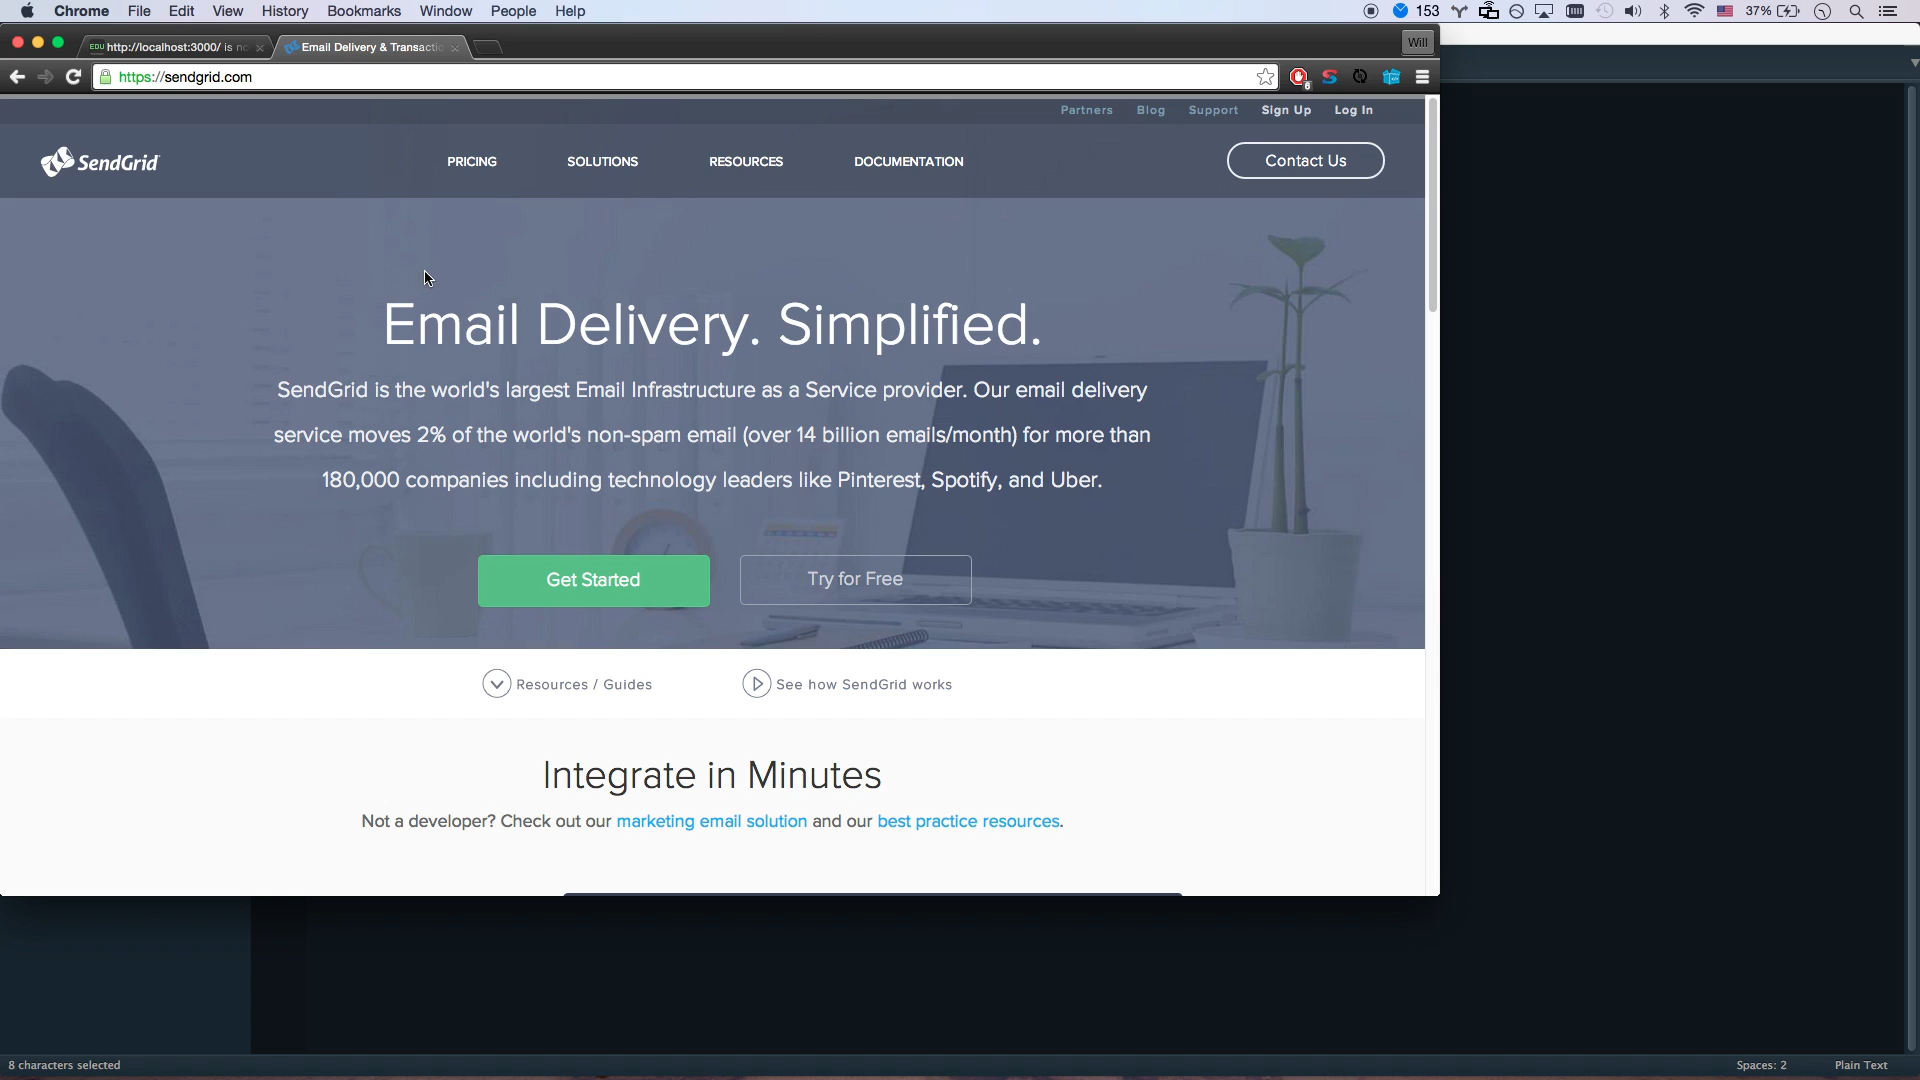 Chrome File Edit View History Bookmarks Window People Help 153 37%
EDU http://localhost:3000/ is no Email Delivery & Transactio Will
https://sendgrid.com 6
Partners Blog Support Sign Up Log In
SendGrid PRICING SOLUTIONS RESOURCES DOCUMENTATION Contact Us
Email Delivery. Simplified.
SendGrid is the world's largest Email Infrastructure as a Service provider. Our email delivery
service moves 2% of the world's non-spam email (over 14 billion emails/month) for more than
180,000 companies including technology leaders like Pinterest, Spotify, and Uber.
Get Started Try for Free
Resources / Guides See how SendGrid works
Integrate in Minutes
Not a developer? Check out our marketing email solution and our best practice resources.
8 characters selected Spaces: 2 Plain Text